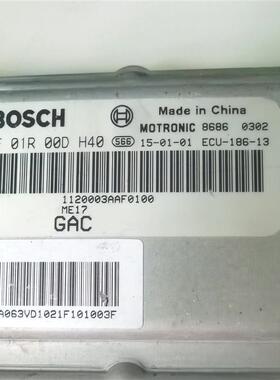 BOSCH
Made in China
MOTRONIC 8686 0302
01R 00D H40 S66 15-01-01 ECU-186-13
1120003AAF0100
ME17
GAC
A063VD1021F101003F